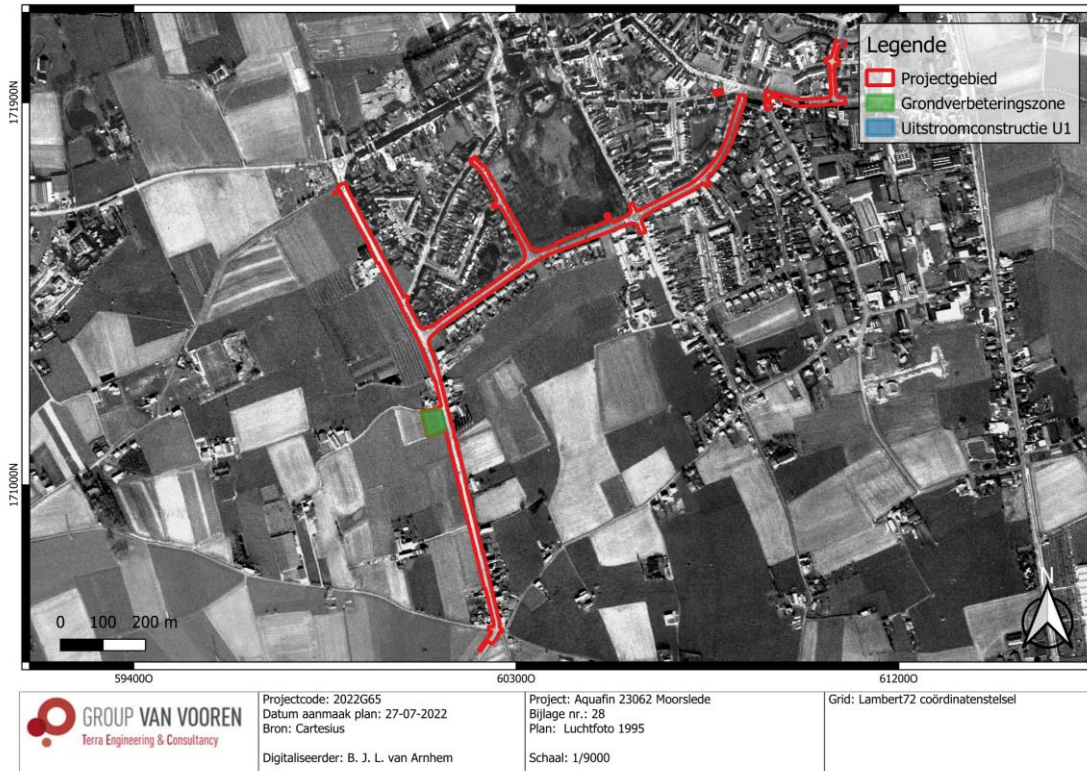 Legende
Projectgebied
Grondverbeteringszone
Uitstroomconstructie U1
171900N
171000N
N
0 100 200 m
594000
603000
612000
GROUP VAN VOOREN
Terra Engineering & Consultancy
Projectcode: 2022G65
Datum aanmaak plan: 27-07-2022
Bron: Cartesius
Digitaliseerder: B. J. L. van Arnhem
Project: Aquafin 23062 Moorslede
Bijlage nr.: 28
Plan: Luchtfoto 1995
Schaal: 1/9000
Grid: Lambert72 coördinatenstelsel